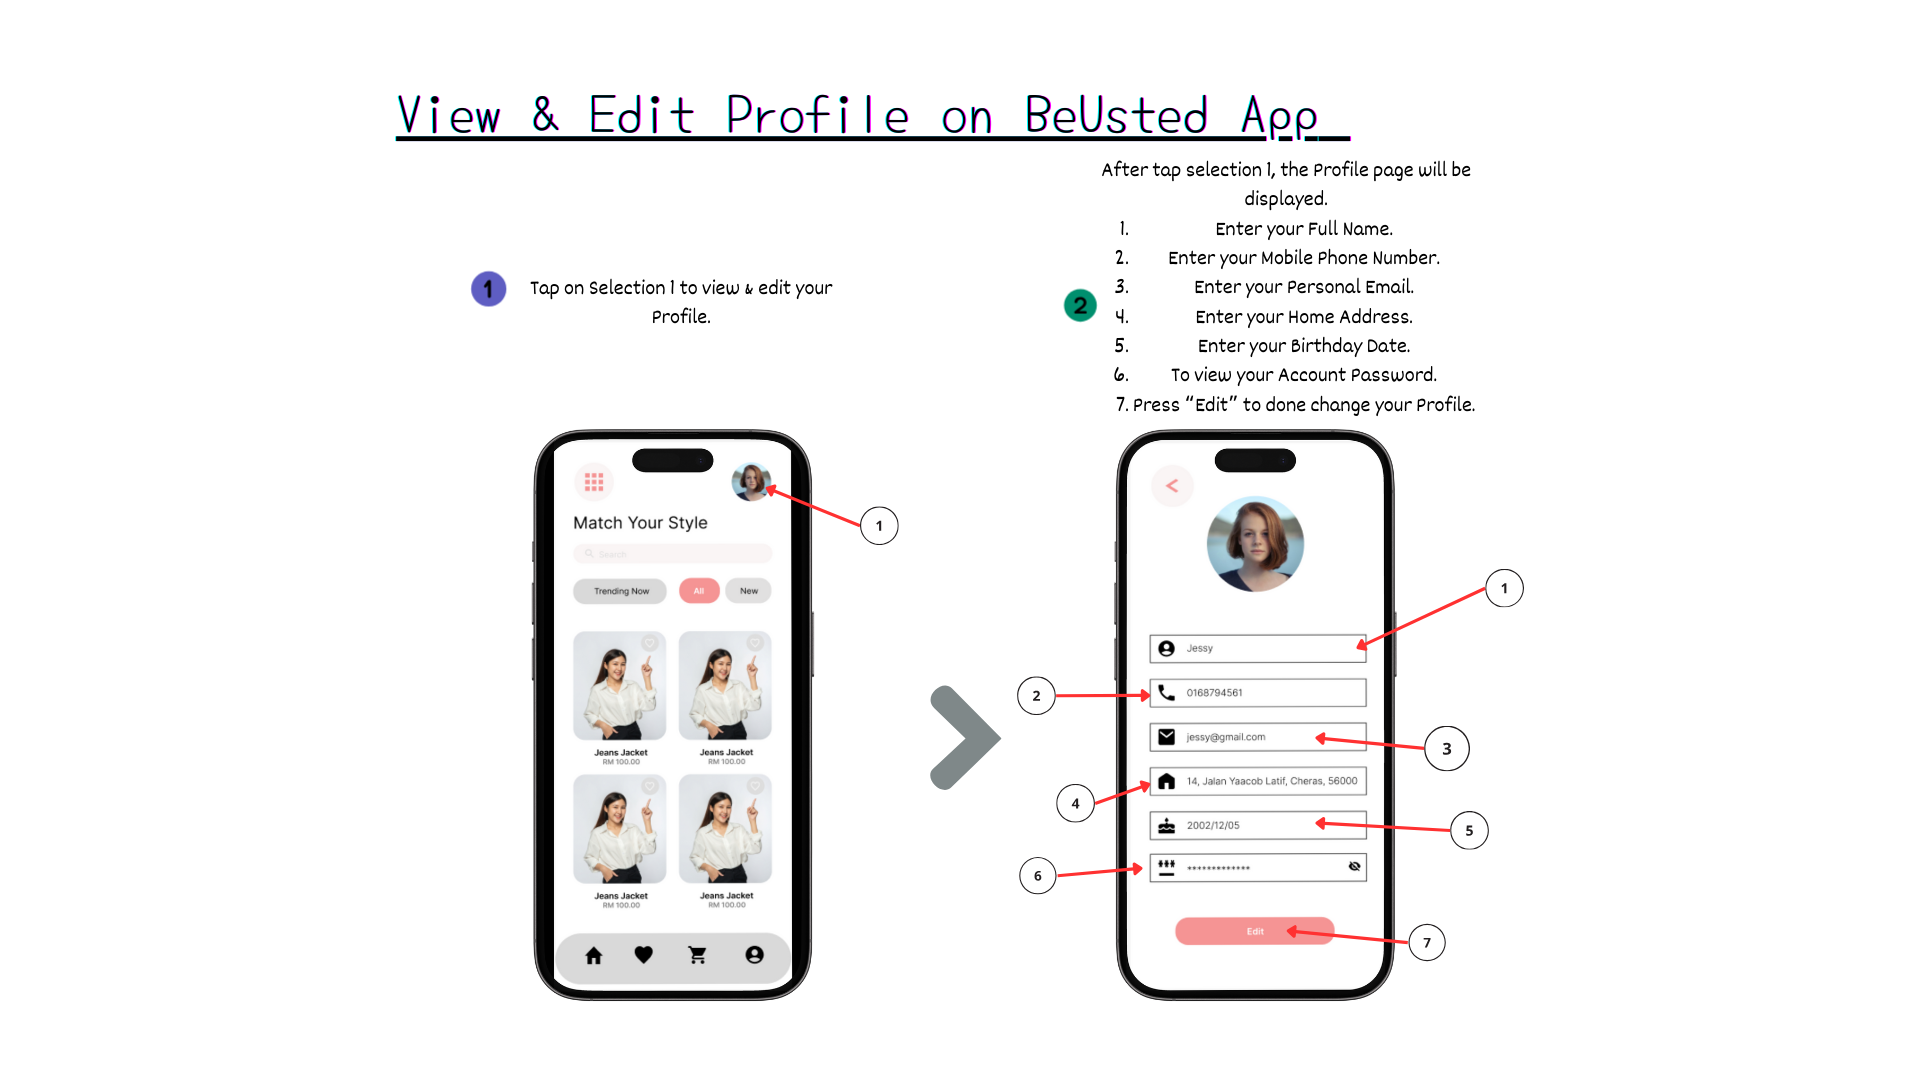 View & Edit Profile on BeUsted App
1
Tap on Selection 1 to view & edit your
Profile.
2
After tap selection 1, the Profile page will be
displayed.
1. Enter your Full Name.
2. Enter your Mobile Phone Number.
3. Enter your Personal Email.
4. Enter your Home Address.
5. Enter your Birthday Date.
6. To view your Account Password.
7. Press “Edit” to done change your Profile.
1
Match Your Style
Search
Trending Now All New
Jeans Jacket Jeans Jacket
RM 100.00 RM 100.00
Jeans Jacket Jeans Jacket
RM 100.00 RM 100.00
<
1
Jessy
2
0168794561
jessy@gmail.com
3
14, Jalan Yaacob Latif, Cheras, 56000
4
2002/12/05
5
*************
6
Edit
7